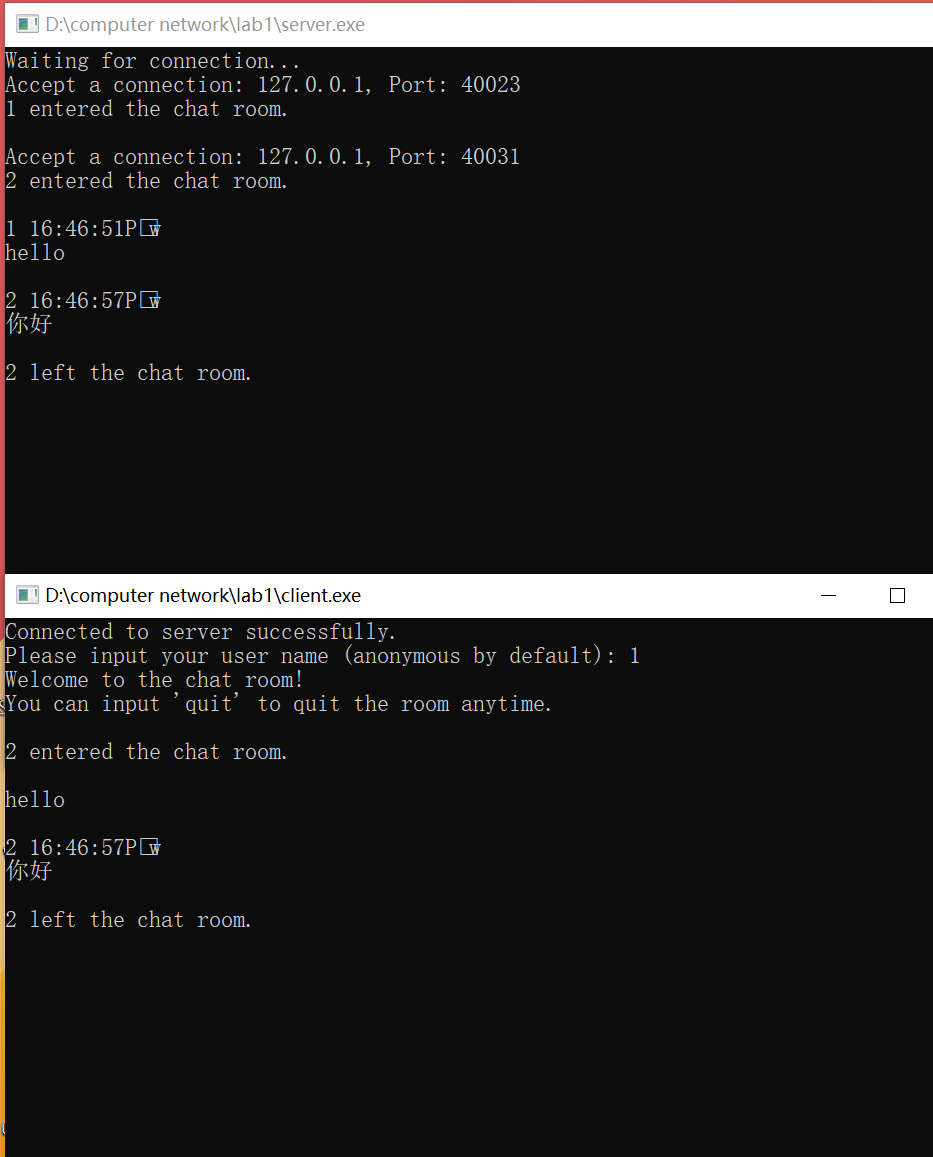 D:\computer network\lab1\server.exe
Waiting for connection...
Accept a connection: 127.0.0.1, Port: 40023
1 entered the chat room.
Accept a connection: 127.0.0.1, Port: 40031
2 entered the chat room.
1 16:46:51P
hello
2 16:46:57P
你好
2 left the chat room.
D:\computer network\lab1\client.exe
Connected to server successfully.
Please input your user name (anonymous by default): 1
Welcome to the chat room!
You can input 'quit' to quit the room anytime.
2 entered the chat room.
hello
2 16:46:57P
你好
2 left the chat room.